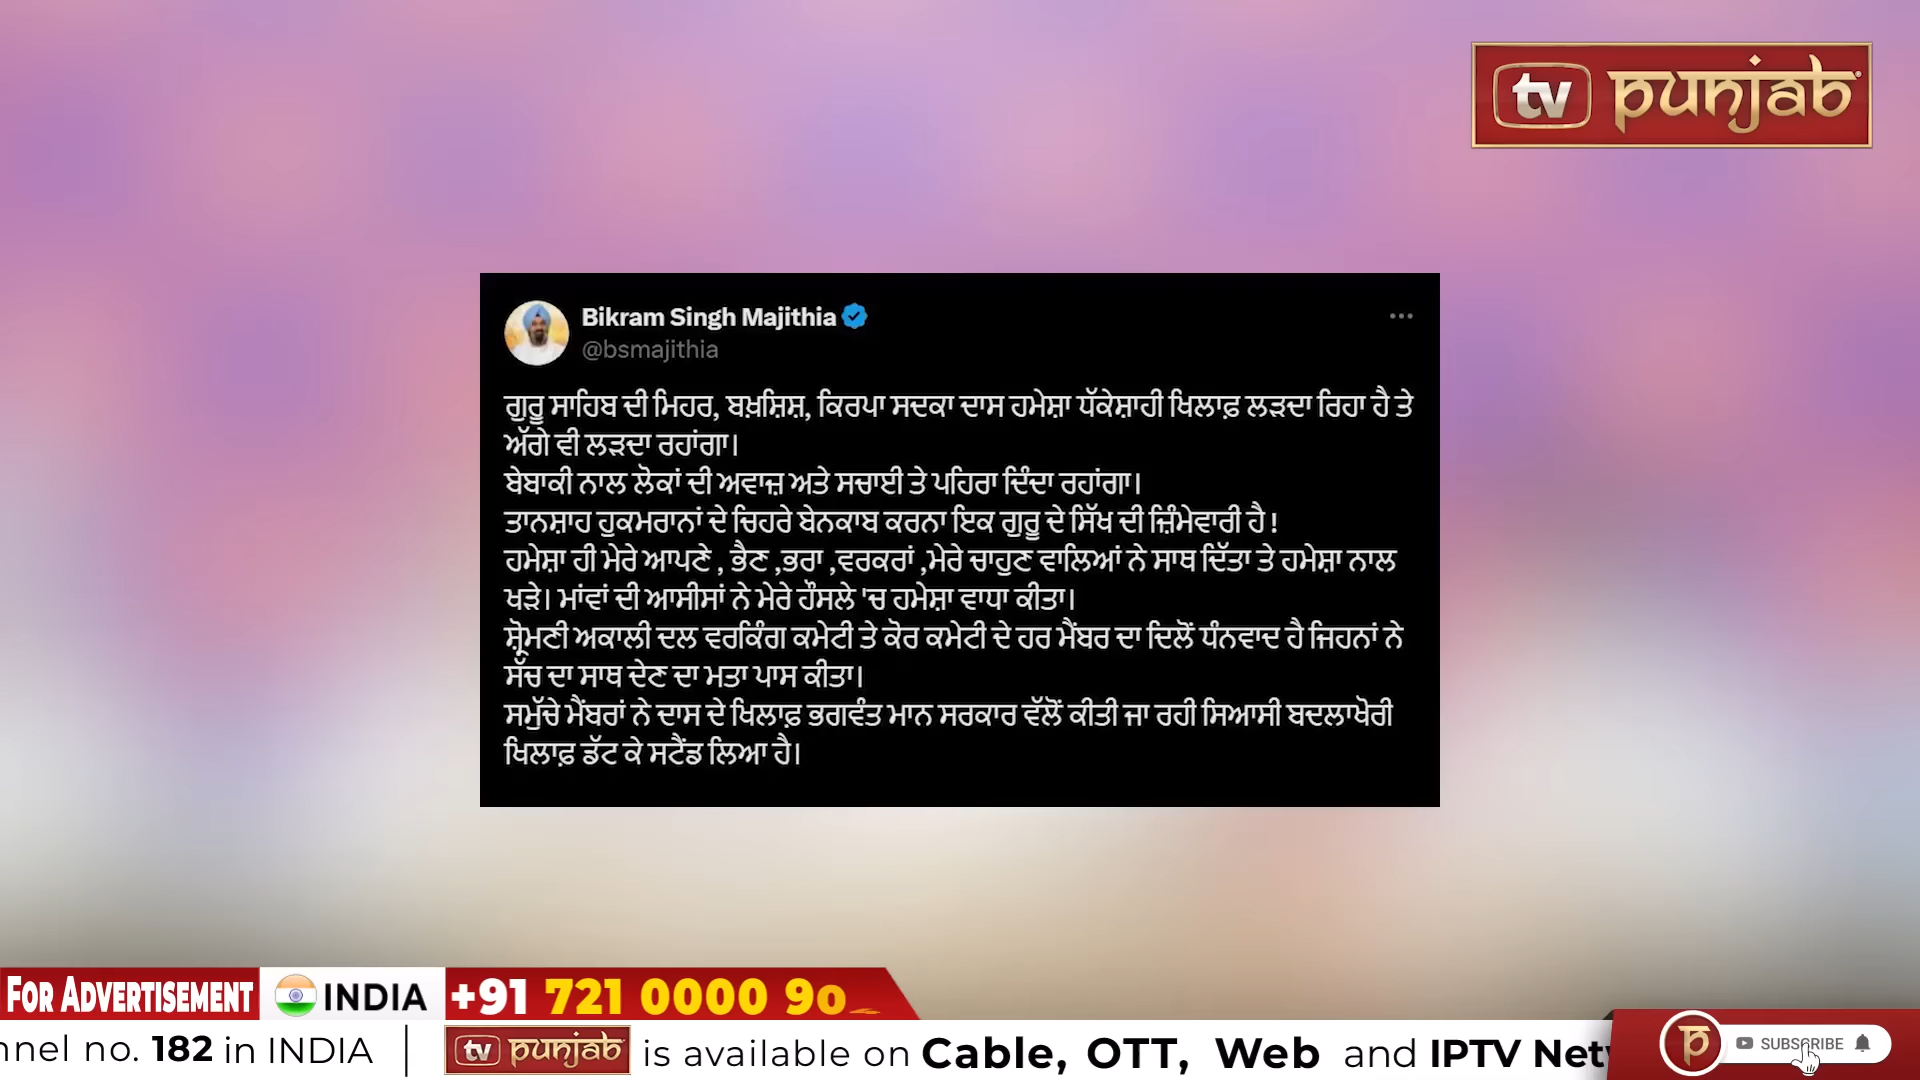 tv punjab
Bikram Singh Majithia
@bsmajithia
ਗੁਰੂ ਸਾਹਿਬ ਦੀ ਮਿਹਰ, ਬਖ਼ਸ਼ਿਸ਼, ਕਿਰਪਾ ਸਦਕਾ ਦਾਸ ਹਮੇਸ਼ਾ ਧੱਕੇਸ਼ਾਹੀ ਖਿਲਾਫ਼ ਲੜਦਾ ਰਿਹਾ ਹੈ ਤੇ
ਅੱਗੇ ਵੀ ਲੜਦਾ ਰਹਾਂਗਾ।
ਬੇਬਾਕੀ ਨਾਲ ਲੋਕਾਂ ਦੀ ਅਵਾਜ਼ ਅਤੇ ਸਚਾਈ ਤੇ ਪਹਿਰਾ ਦਿੰਦਾ ਰਹਾਂਗਾ।
ਤਾਨਸ਼ਾਹ ਹੁਕਮਰਾਨਾਂ ਦੇ ਚਿਹਰੇ ਬੇਨਕਾਬ ਕਰਨਾ ਇਕ ਗੁਰੂ ਦੇ ਸਿੱਖ ਦੀ ਜ਼ਿੰਮੇਵਾਰੀ ਹੈ !
ਹਮੇਸ਼ਾ ਹੀ ਮੇਰੇ ਆਪਣੇ , ਭੈਣ ,ਭਰਾ ,ਵਰਕਰਾਂ ,ਮੇਰੇ ਚਾਹੁਣ ਵਾਲਿਆਂ ਨੇ ਸਾਥ ਦਿੱਤਾ ਤੇ ਹਮੇਸ਼ਾ ਨਾਲ
ਖੜੇ। ਮਾਂਵਾਂ ਦੀ ਆਸੀਸਾਂ ਨੇ ਮੇਰੇ ਹੌਸਲੇ 'ਚ ਹਮੇਸ਼ਾ ਵਾਧਾ ਕੀਤਾ।
ਸ਼੍ਰੋਮਣੀ ਅਕਾਲੀ ਦਲ ਵਰਕਿੰਗ ਕਮੇਟੀ ਤੇ ਕੋਰ ਕਮੇਟੀ ਦੇ ਹਰ ਮੈਂਬਰ ਦਾ ਦਿਲੋਂ ਧੰਨਵਾਦ ਹੈ ਜਿਹਨਾਂ ਨੇ
ਸੱਚ ਦਾ ਸਾਥ ਦੇਣ ਦਾ ਮਤਾ ਪਾਸ ਕੀਤਾ।
ਸਮੁੱਚੇ ਮੈਂਬਰਾਂ ਨੇ ਦਾਸ ਦੇ ਖਿਲਾਫ਼ ਭਗਵੰਤ ਮਾਨ ਸਰਕਾਰ ਵੱਲੋਂ ਕੀਤੀ ਜਾ ਰਹੀ ਸਿਆਸੀ ਬਦਲਾਖੋਰੀ
ਖਿਲਾਫ਼ ਡੱਟ ਕੇ ਸਟੈਂਡ ਲਿਆ ਹੈ।
FOR ADVERTISEMENT INDIA +91 721 0000 90
nnel no. 182 in INDIA | tv punjab is available on Cable, OTT, Web and IPTV Net
SUBSCRIBE